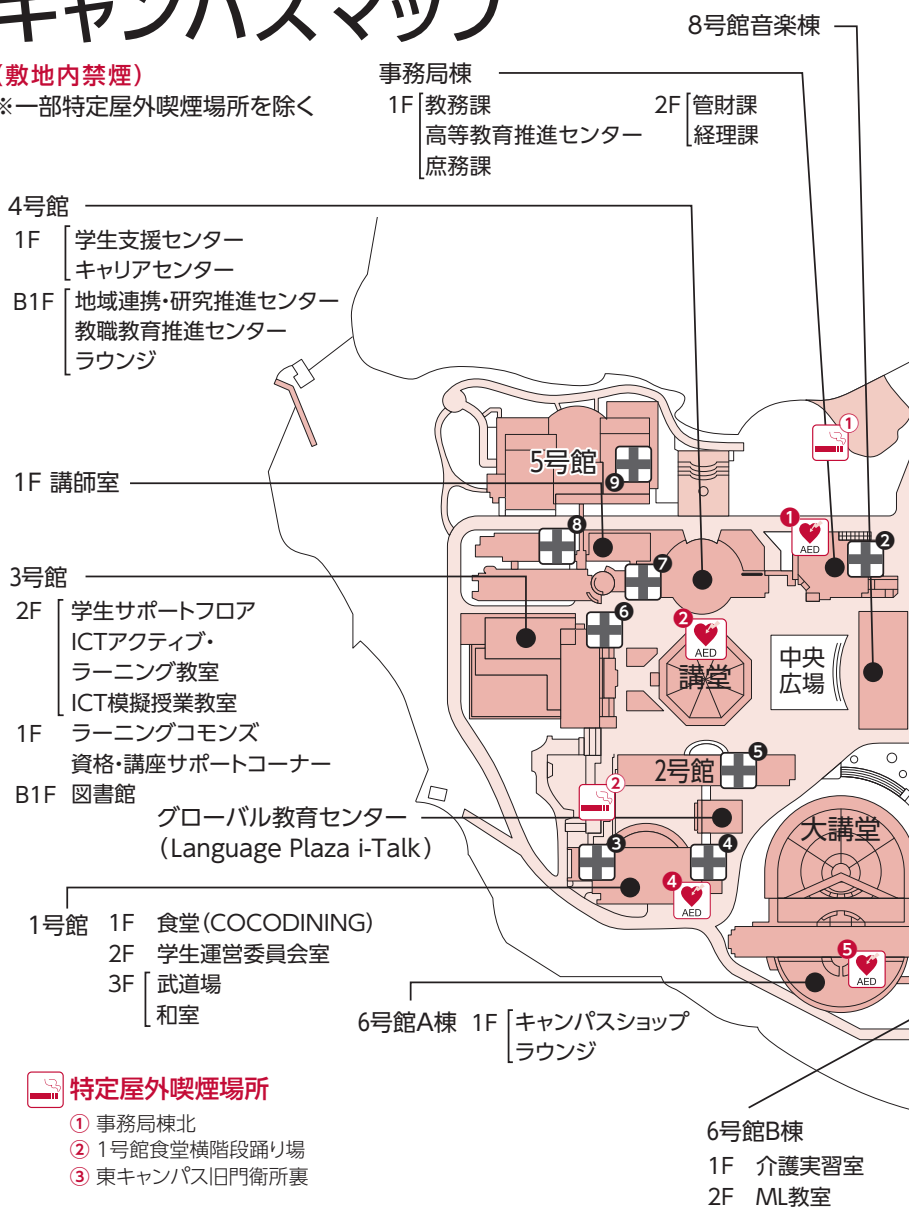 キャンパスマップ
(敷地内禁煙)
※一部特定屋外喫煙場所を除く
8号館音楽棟
事務局棟
1F 教務課
高等教育推進センター
庶務課
2F 管財課
経理課
4号館
1F 学生支援センター
キャリアセンター
B1F 地域連携・研究推進センター
教職教育推進センター
ラウンジ
1F 講師室
3号館
2F 学生サポートフロア
ICTアクティブ・
ラーニング教室
ICT模擬授業教室
1F ラーニングコモンズ
資格・講座サポートコーナー
B1F 図書館
グローバル教育センター
(Language Plaza i-Talk)
1号館
1F 食堂(COCODINING)
2F 学生運営委員会室
3F 武道場
和室
6号館A棟 1F キャンパスショップ
ラウンジ
6号館B棟
1F 介護実習室
2F ML教室
5号館
❾
①
❽
❶
AED
❷
❼
❻
❷
AED
講堂
中央
広場
2号館
❺
②
❸
❹
❹
AED
大講堂
❺
AED
特定屋外喫煙場所
① 事務局棟北
② 1号館食堂横階段踊り場
③ 東キャンパス旧門衛所裏